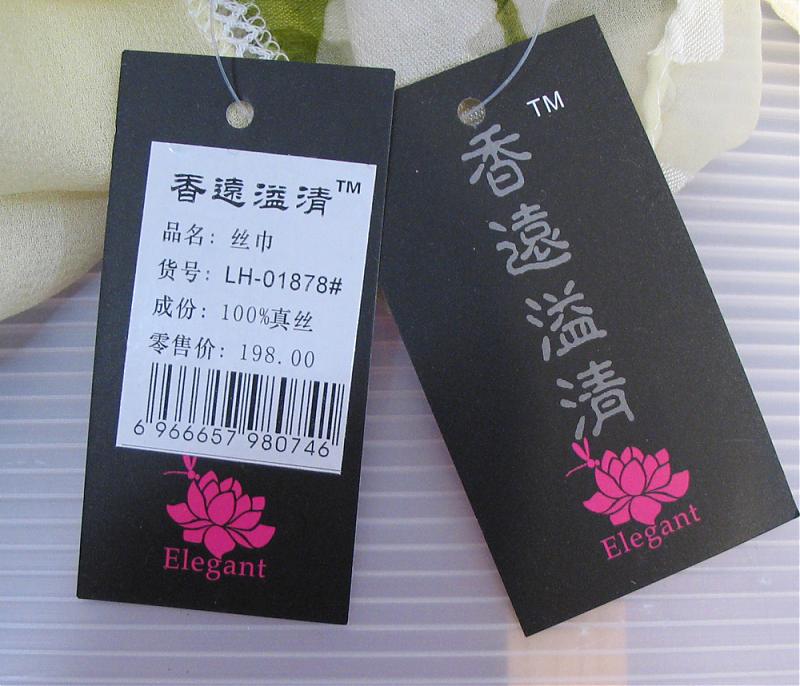 香遠溢清™
品名：丝巾
货号：LH-01878#
成份：100%真丝
零售价：198.00
6 966657 980746
Elegant
TM
香
遠
溢
清
Elegant